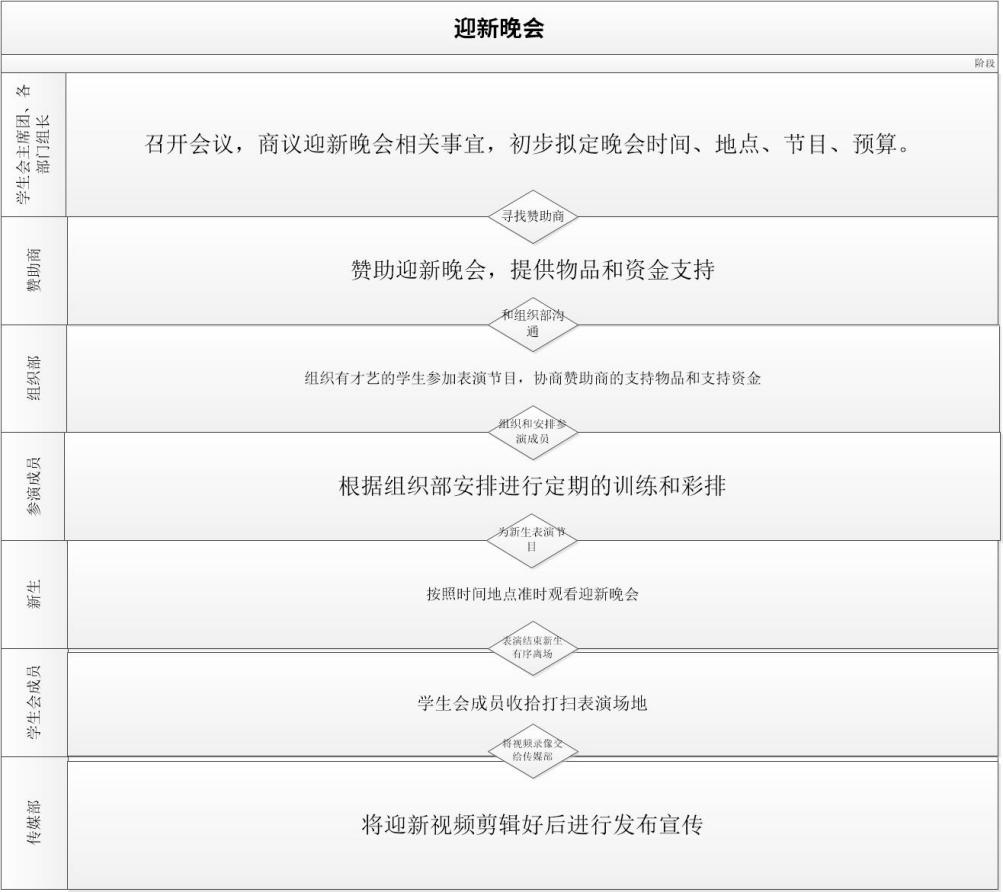 迎新晚会
阶段
学生会主席团、各
部门组长
召开会议，商议迎新晚会相关事宜，初步拟定晚会时间、地点、节目、预算。
寻找赞助商
赞助商
赞助迎新晚会，提供物品和资金支持
和组织部沟
通
组织部
组织有才艺的学生参加表演节目，协商赞助商的支持物品和支持资金
组织和安排参
演成员
参演成员
根据组织部安排进行定期的训练和彩排
为新生表演节
目
新生
按照时间地点准时观看迎新晚会
表演结束新生
有序离场
学生会成员
学生会成员收拾打扫表演场地
将视频录像交
给传媒部
传媒部
将迎新视频剪辑好后进行发布宣传